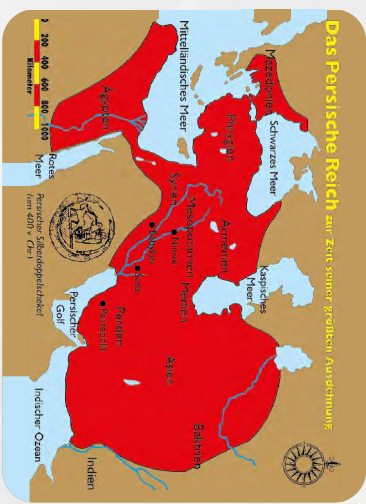 Das Persische Reich zur Zeit seiner größten Ausdehnung
Mazedonien
Schwarzes Meer
Kaspisches
Meer
Phrygien
Armenien
Mittelländisches Meer
Syrien
Mesopotamien
Medien
Ninive
Babylon
Susa
Baktrien
Asien
Persien
Persepolis
Ägypten
Persischer
Golf
Indien
Rotes
Meer
Indischer Ozean
0 200 400 600 800 1000
Kilometer
Persischer Silberdoppelschekel
(um 400 v. Chr.)